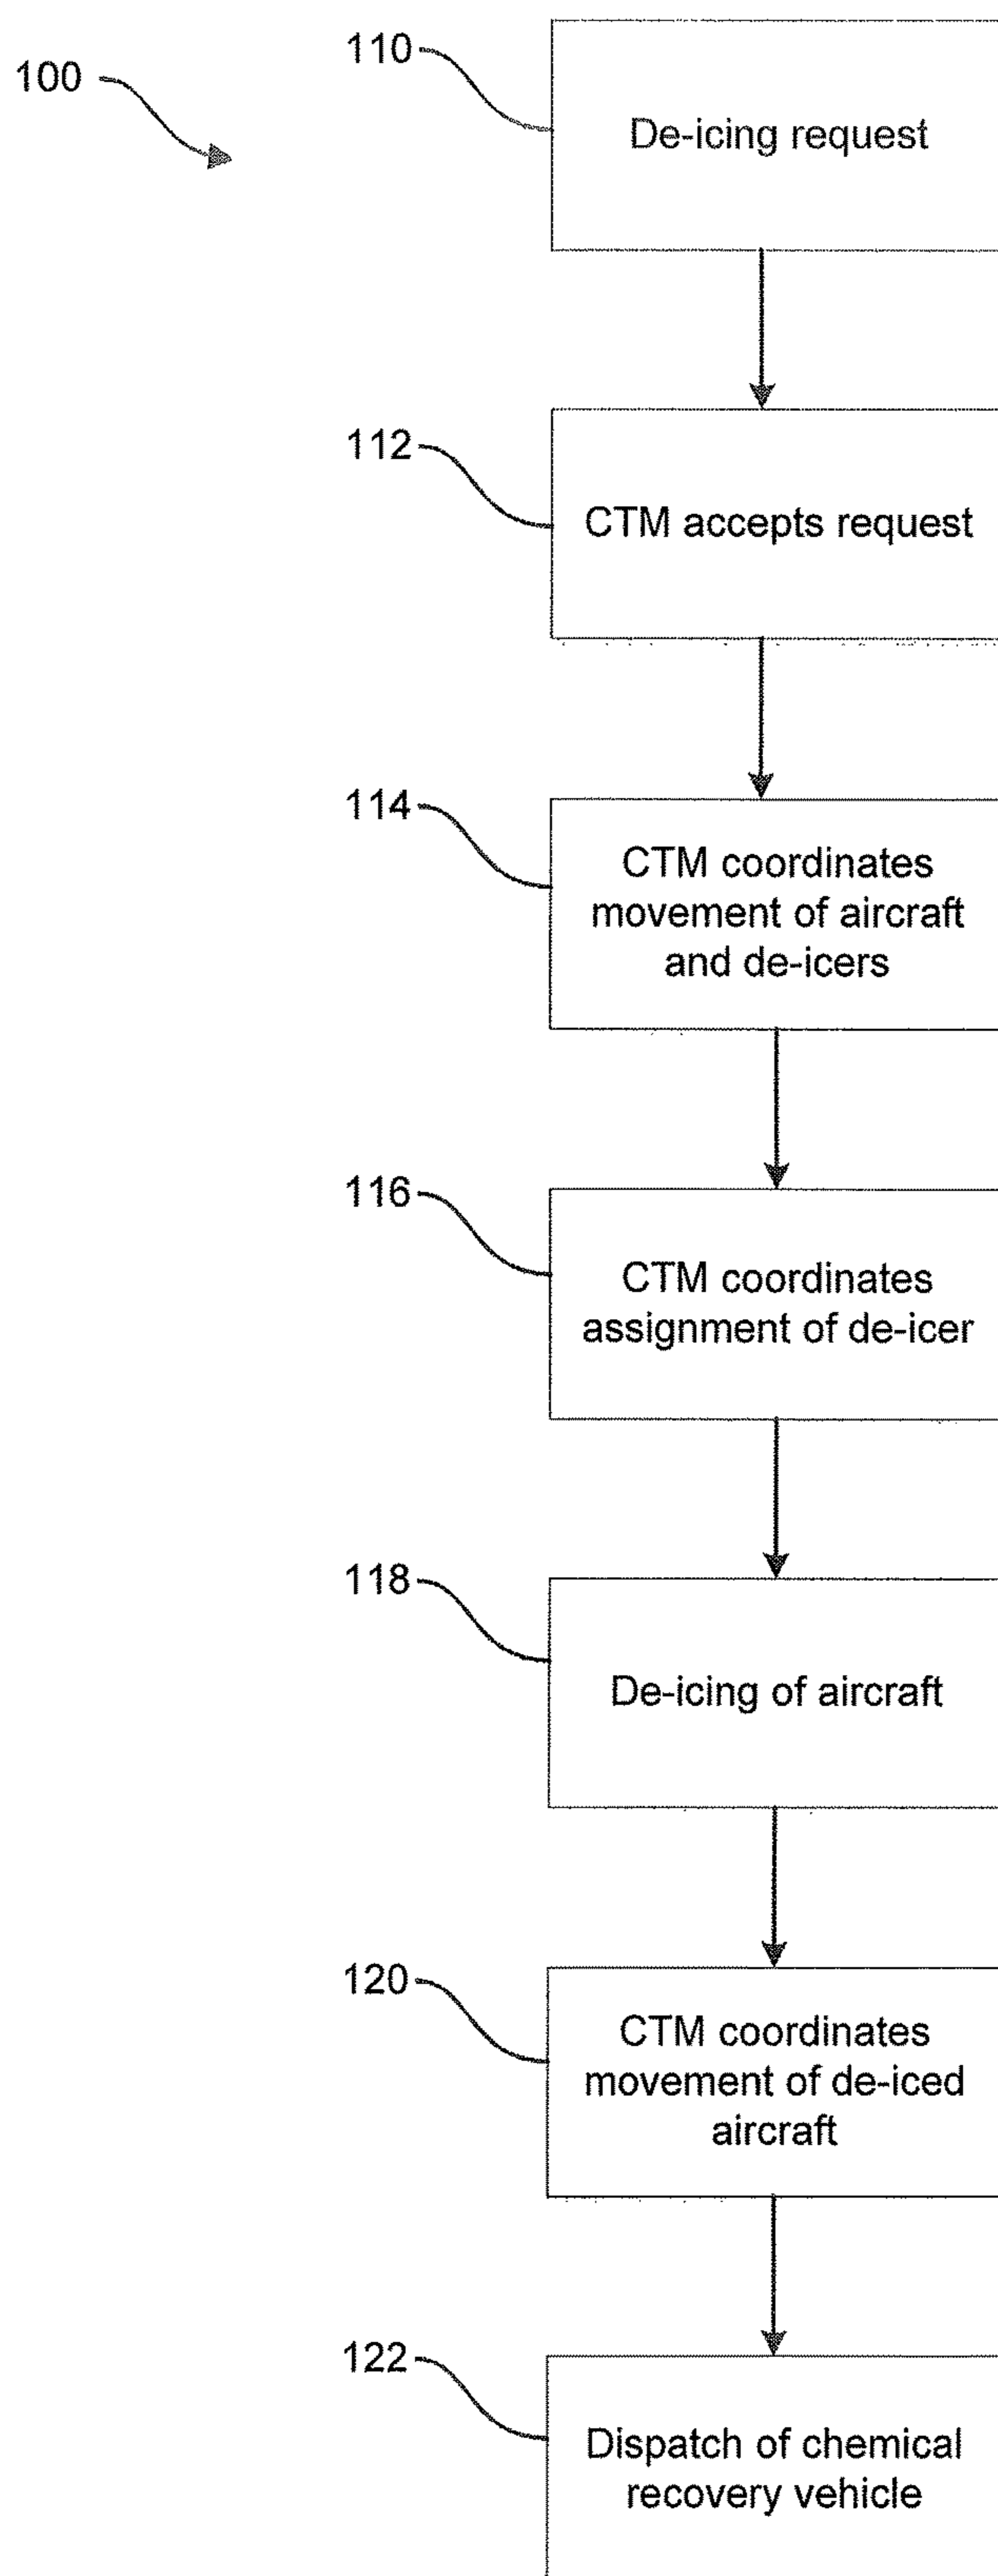 100
110
De-icing request
112
CTM accepts request
114
CTM coordinates
movement of aircraft
and de-icers
116
CTM coordinates
assignment of de-icer
118
De-icing of aircraft
120
CTM coordinates
movement of de-iced
aircraft
122
Dispatch of chemical
recovery vehicle